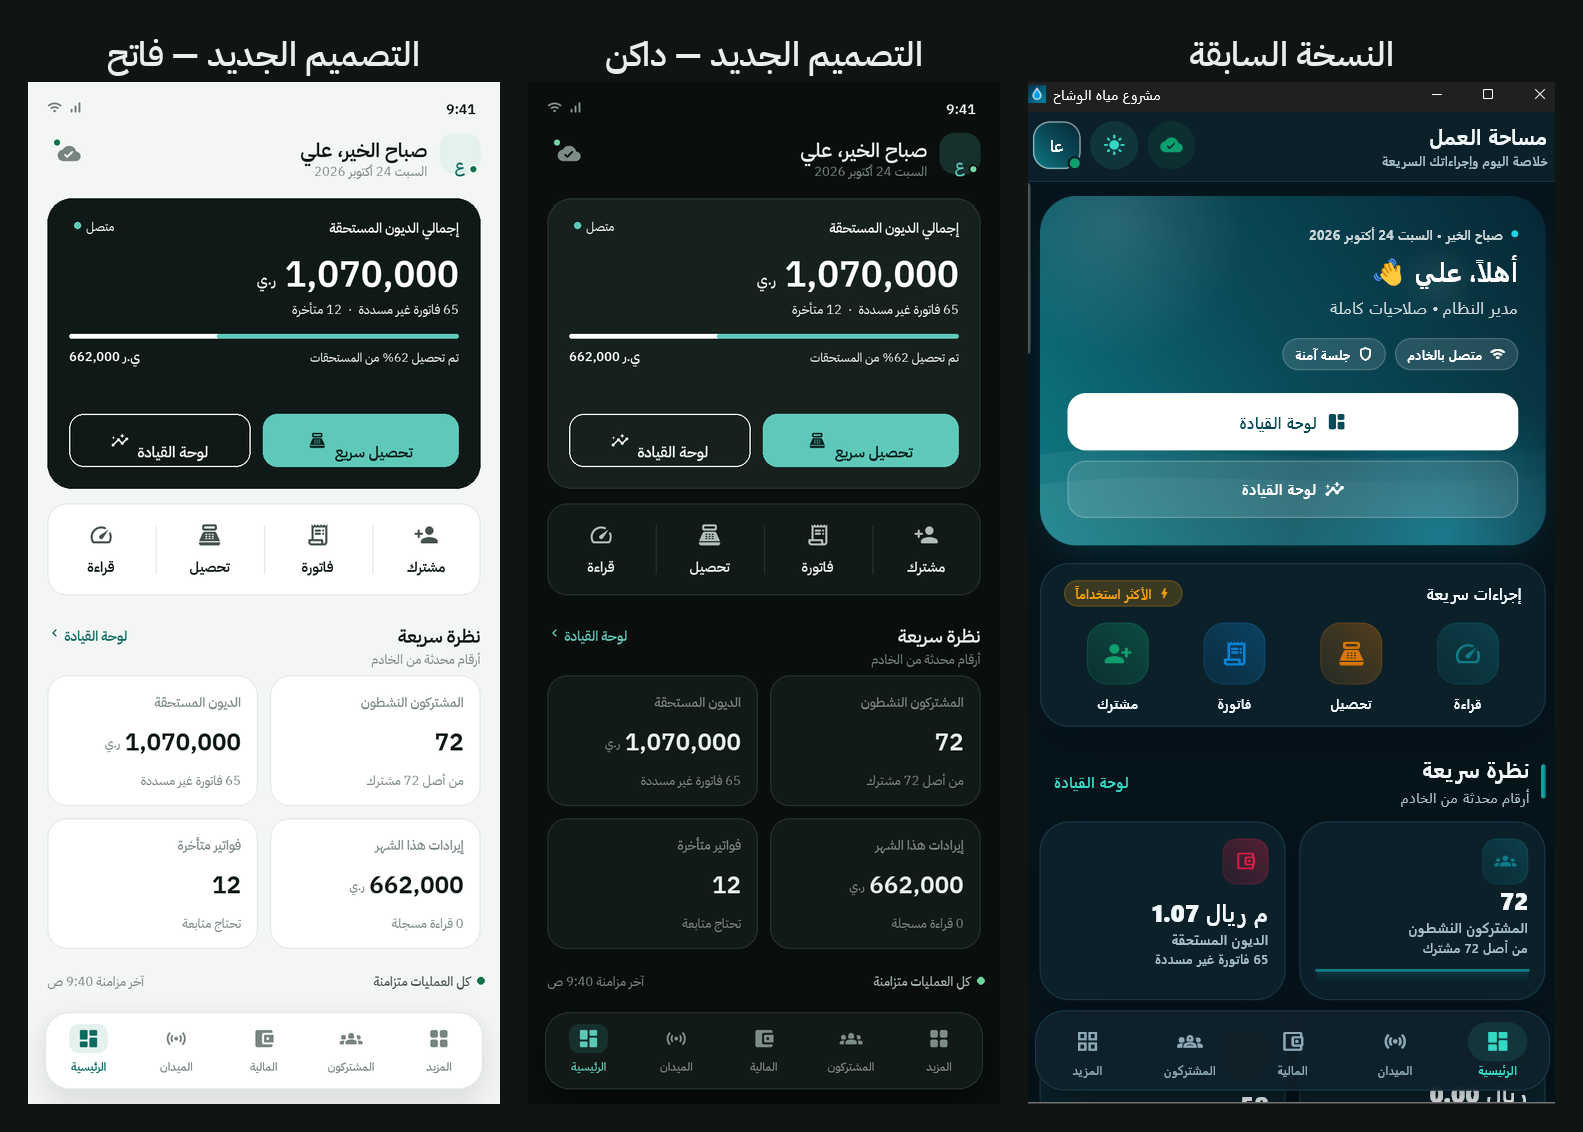 النسخة السابقة
مشروع مياه الوشاح
مساحة العمل
خلاصة اليوم وإجراءاتك السريعة
عا
صباح الخير • السبت 24 أكتوبر 2026
أهلاً، علي 👋
مدير النظام • صلاحيات كاملة
متصل بالخادم
جلسة آمنة
لوحة القيادة
لوحة القيادة
إجراءات سريعة
الأكثر استخداماً
قراءة
تحصيل
فاتورة
مشترك
نظرة سريعة
أرقام محدثة من الخادم
لوحة القيادة
72
المشتركون النشطون
من أصل 72 مشترك
1.07 م ريال
الديون المستحقة
65 فاتورة غير مسددة
الرئيسية
الميدان
المالية
المشتركون
المزيد
التصميم الجديد – داكن
9:41
صباح الخير، علي
السبت 24 أكتوبر 2026
ع
إجمالي الديون المستحقة
متصل
1,070,000 ر.ي
65 فاتورة غير مسددة · 12 متأخرة
تم تحصيل 62% من المستحقات
662,000 ي.ر
تحصيل سريع
لوحة القيادة
مشترك
فاتورة
تحصيل
قراءة
نظرة سريعة
أرقام محدثة من الخادم
لوحة القيادة
المشتركون النشطون
72
من أصل 72 مشترك
الديون المستحقة
1,070,000 ر.ي
65 فاتورة غير مسددة
إيرادات هذا الشهر
662,000 ر.ي
0 قراءة مسجلة
فواتير متأخرة
12
تحتاج متابعة
كل العمليات متزامنة
آخر مزامنة 9:40 ص
المزيد
المشتركون
المالية
الميدان
الرئيسية
التصميم الجديد – فاتح
9:41
صباح الخير، علي
السبت 24 أكتوبر 2026
ع
إجمالي الديون المستحقة
متصل
1,070,000 ر.ي
65 فاتورة غير مسددة · 12 متأخرة
تم تحصيل 62% من المستحقات
662,000 ي.ر
تحصيل سريع
لوحة القيادة
مشترك
فاتورة
تحصيل
قراءة
نظرة سريعة
أرقام محدثة من الخادم
لوحة القيادة
المشتركون النشطون
72
من أصل 72 مشترك
الديون المستحقة
1,070,000 ر.ي
65 فاتورة غير مسددة
إيرادات هذا الشهر
662,000 ر.ي
0 قراءة مسجلة
فواتير متأخرة
12
تحتاج متابعة
كل العمليات متزامنة
آخر مزامنة 9:40 ص
المزيد
المشتركون
المالية
الميدان
الرئيسية